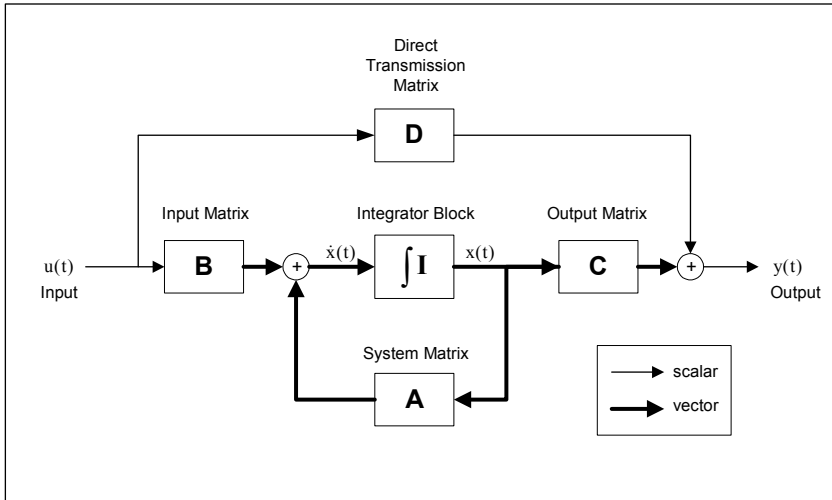 Direct
Transmission
Matrix
D
Input Matrix
Integrator Block
Output Matrix
u(t)
Input
B
+
ẋ(t)
∫I
x(t)
C
+
y(t)
Output
System Matrix
A
scalar
vector